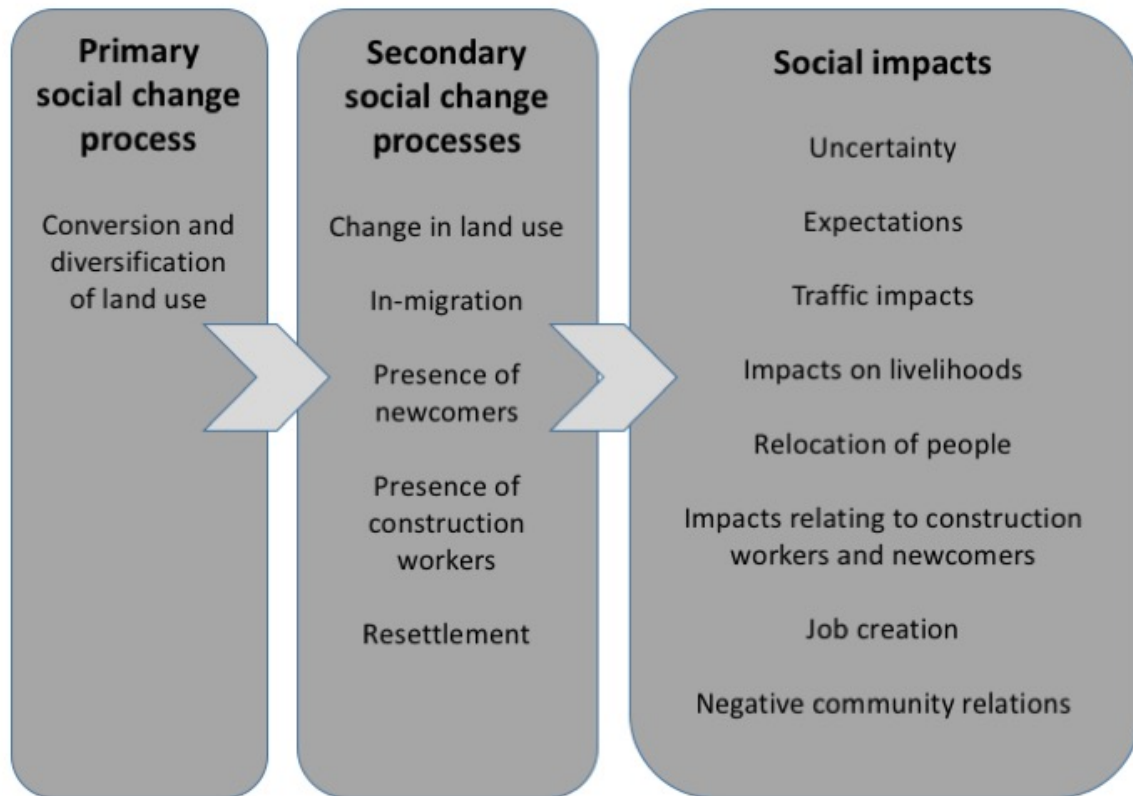 Primary
social change
process
Conversion and
diversification
of land use
Secondary
social change
processes
Change in land use
In-migration
Presence of
newcomers
Presence of
construction
workers
Resettlement
Social impacts
Uncertainty
Expectations
Traffic impacts
Impacts on livelihoods
Relocation of people
Impacts relating to construction
workers and newcomers
Job creation
Negative community relations